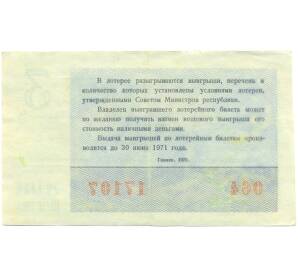 В лотерее разыгрываются выигрыши, перечень и
количество которых установлены условиями лотереи,
утвержденными Советом Министров республики.
Владелец выигравшего лотерейного билета может
по желанию получить взамен вещевого выигрыша его
стоимость наличными деньгами.
Выдача выигрышей по лотерейным билетам произ-
водится до 30 июня 1971 г.
Гознак. 1970.
064 17107